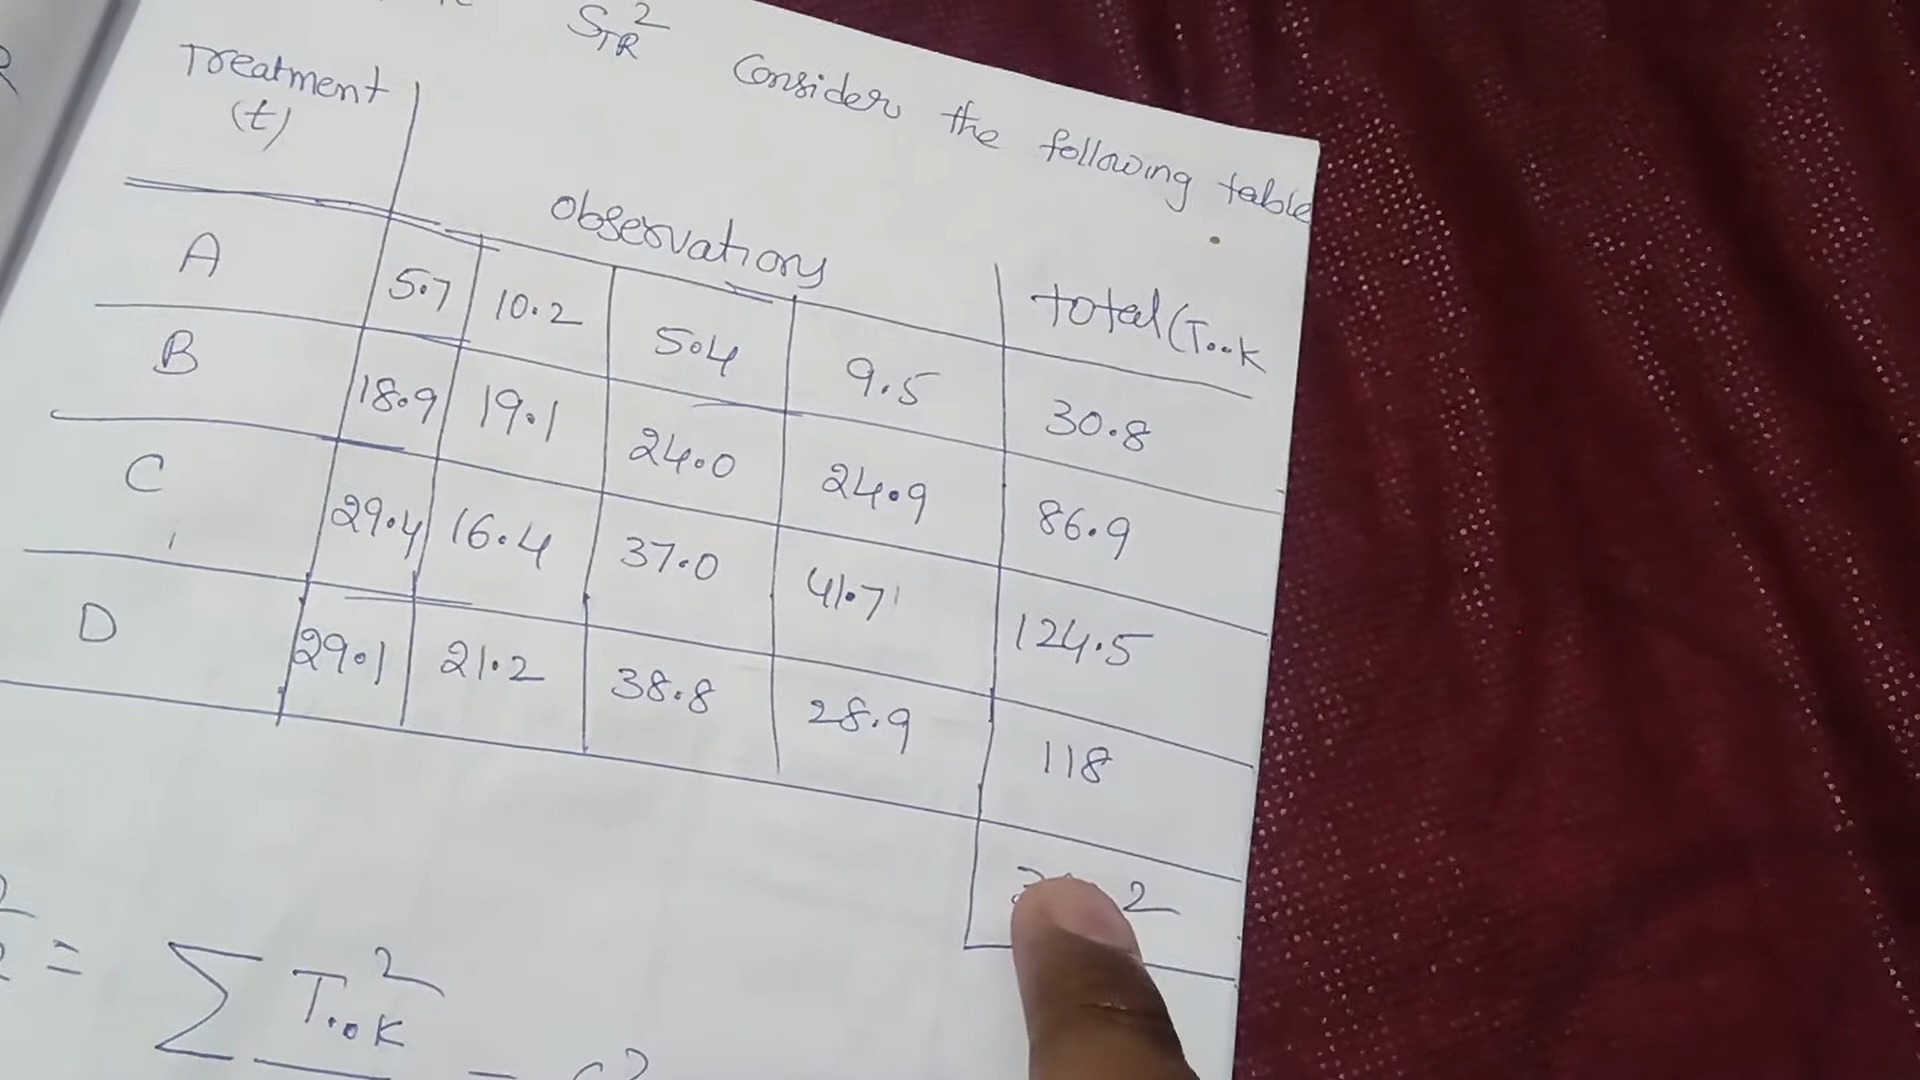 S_TR^2 Consider the following table
Treatment (t) observations total (T..K
A 5.7 10.2 5.4 9.5 30.8
B 18.9 19.1 24.0 24.9 86.9
C 29.4 16.4 37.0 41.7 124.5
D 29.1 21.2 38.8 28.9 118
2
= ∑ T..K^2 -